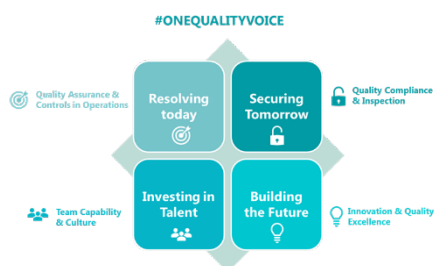 #ONEQUALITYVOICE
Quality Assurance &
Controls in Operations
Resolving
today
Securing
Tomorrow
Quality Compliance
& Inspection
Team Capability
& Culture
Investing in
Talent
Building
the Future
Innovation & Quality
Excellence